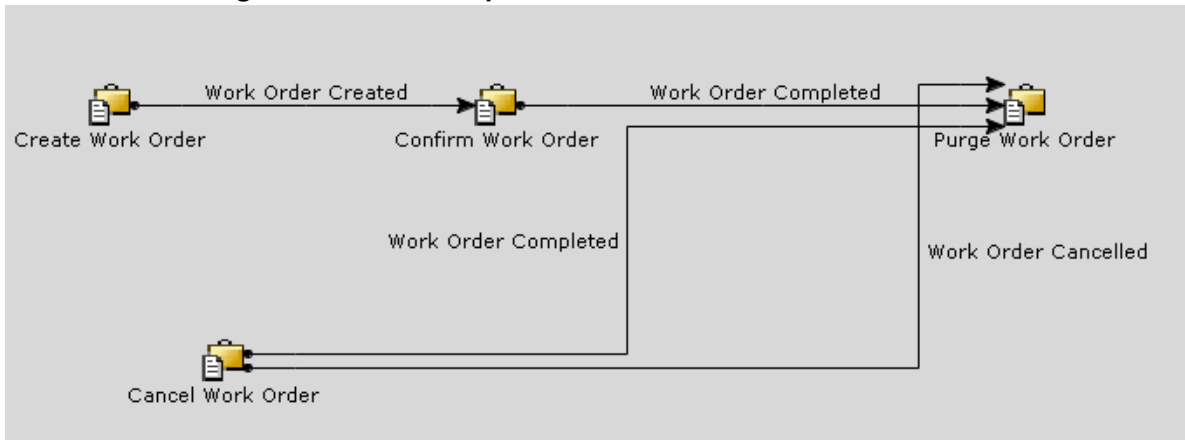 Work Order Created
Work Order Completed
Create Work Order
Confirm Work Order
Purge Work Order
Work Order Completed
Work Order Cancelled
Cancel Work Order